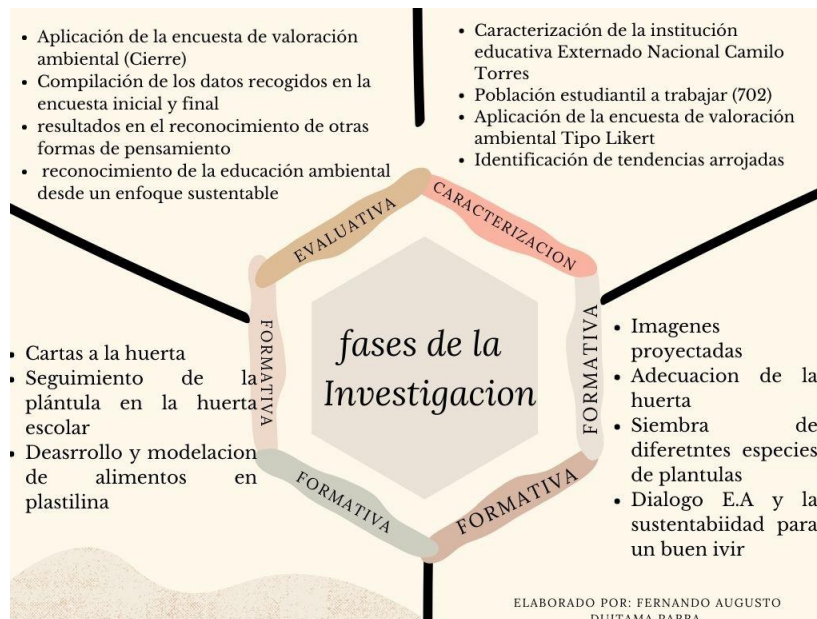 • Aplicación de la encuesta de valoración
ambiental (Cierre)
• Compilación de los datos recogidos en la
encuesta inicial y final
• resultados en el reconocimiento de otras
formas de pensamiento
• reconocimiento de la educación ambiental
desde un enfoque sustentable
• Caracterización de la institución
educativa Externado Nacional Camilo
Torres
• Población estudiantil a trabajar (702)
• Aplicación de la encuesta de valoración
ambiental Tipo Likert
• Identificación de tendencias arrojadas
EVALUATIVA
CARACTERIZACION
FORMATIVA
fases de la
Investigacion
FORMATIVA
FORMATIVA
FORMATIVA
• Cartas a la huerta
• Seguimiento de la
plántula en la huerta
escolar
• Deasrrollo y modelacion
de alimentos en
plastilina
• Imagenes
proyectadas
• Adecuacion de la
huerta
• Siembra de
diferetntes especies
de plantulas
• Dialogo E.A y la
sustentabiidad para
un buen ivir
ELABORADO POR: FERNANDO AUGUSTO
DUITAMA PARRA